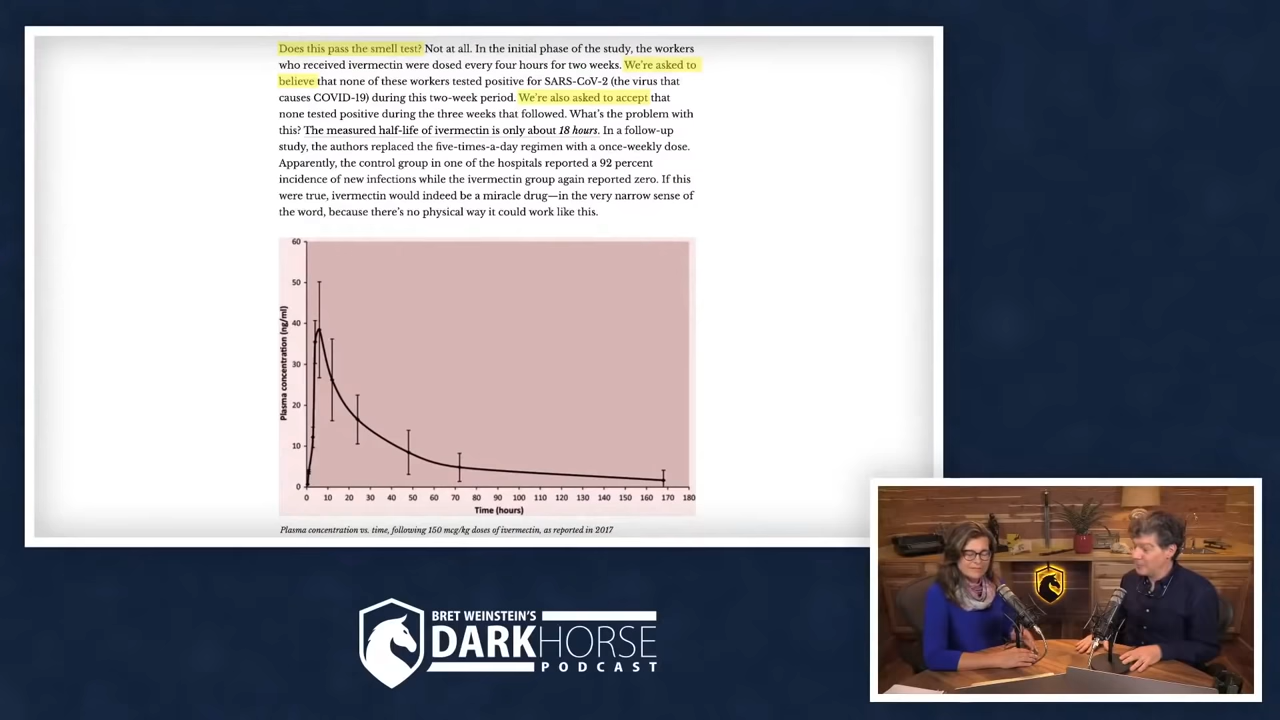 Does this pass the smell test? Not at all. In the initial phase of the study, the workers
who received ivermectin were dosed every four hours for two weeks. We're asked to
believe that none of these workers tested positive for SARS-CoV-2 (the virus that
causes COVID-19) during this two-week period. We're also asked to accept that
none tested positive during the three weeks that followed. What's the problem with
this? The measured half-life of ivermectin is only about 18 hours. In a follow-up
study, the authors replaced the five-times-a-day regimen with a once-weekly dose.
Apparently, the control group in one of the hospitals reported a 92 percent
incidence of new infections while the ivermectin group again reported zero. If this
were true, ivermectin would indeed be a miracle drug—in the very narrow sense of
the word, because there's no physical way it could work like this.
Plasma concentration (ng/ml)
60
50
40
30
20
10
0
0 10 20 30 40 50 60 70 80 90 100 110 120 130 140 150 160 170 180
Time (hours)
Plasma concentration vs. time, following 150 mcg/kg doses of ivermectin, as reported in 2017
BRET WEINSTEIN'S
DARKHORSE
PODCAST